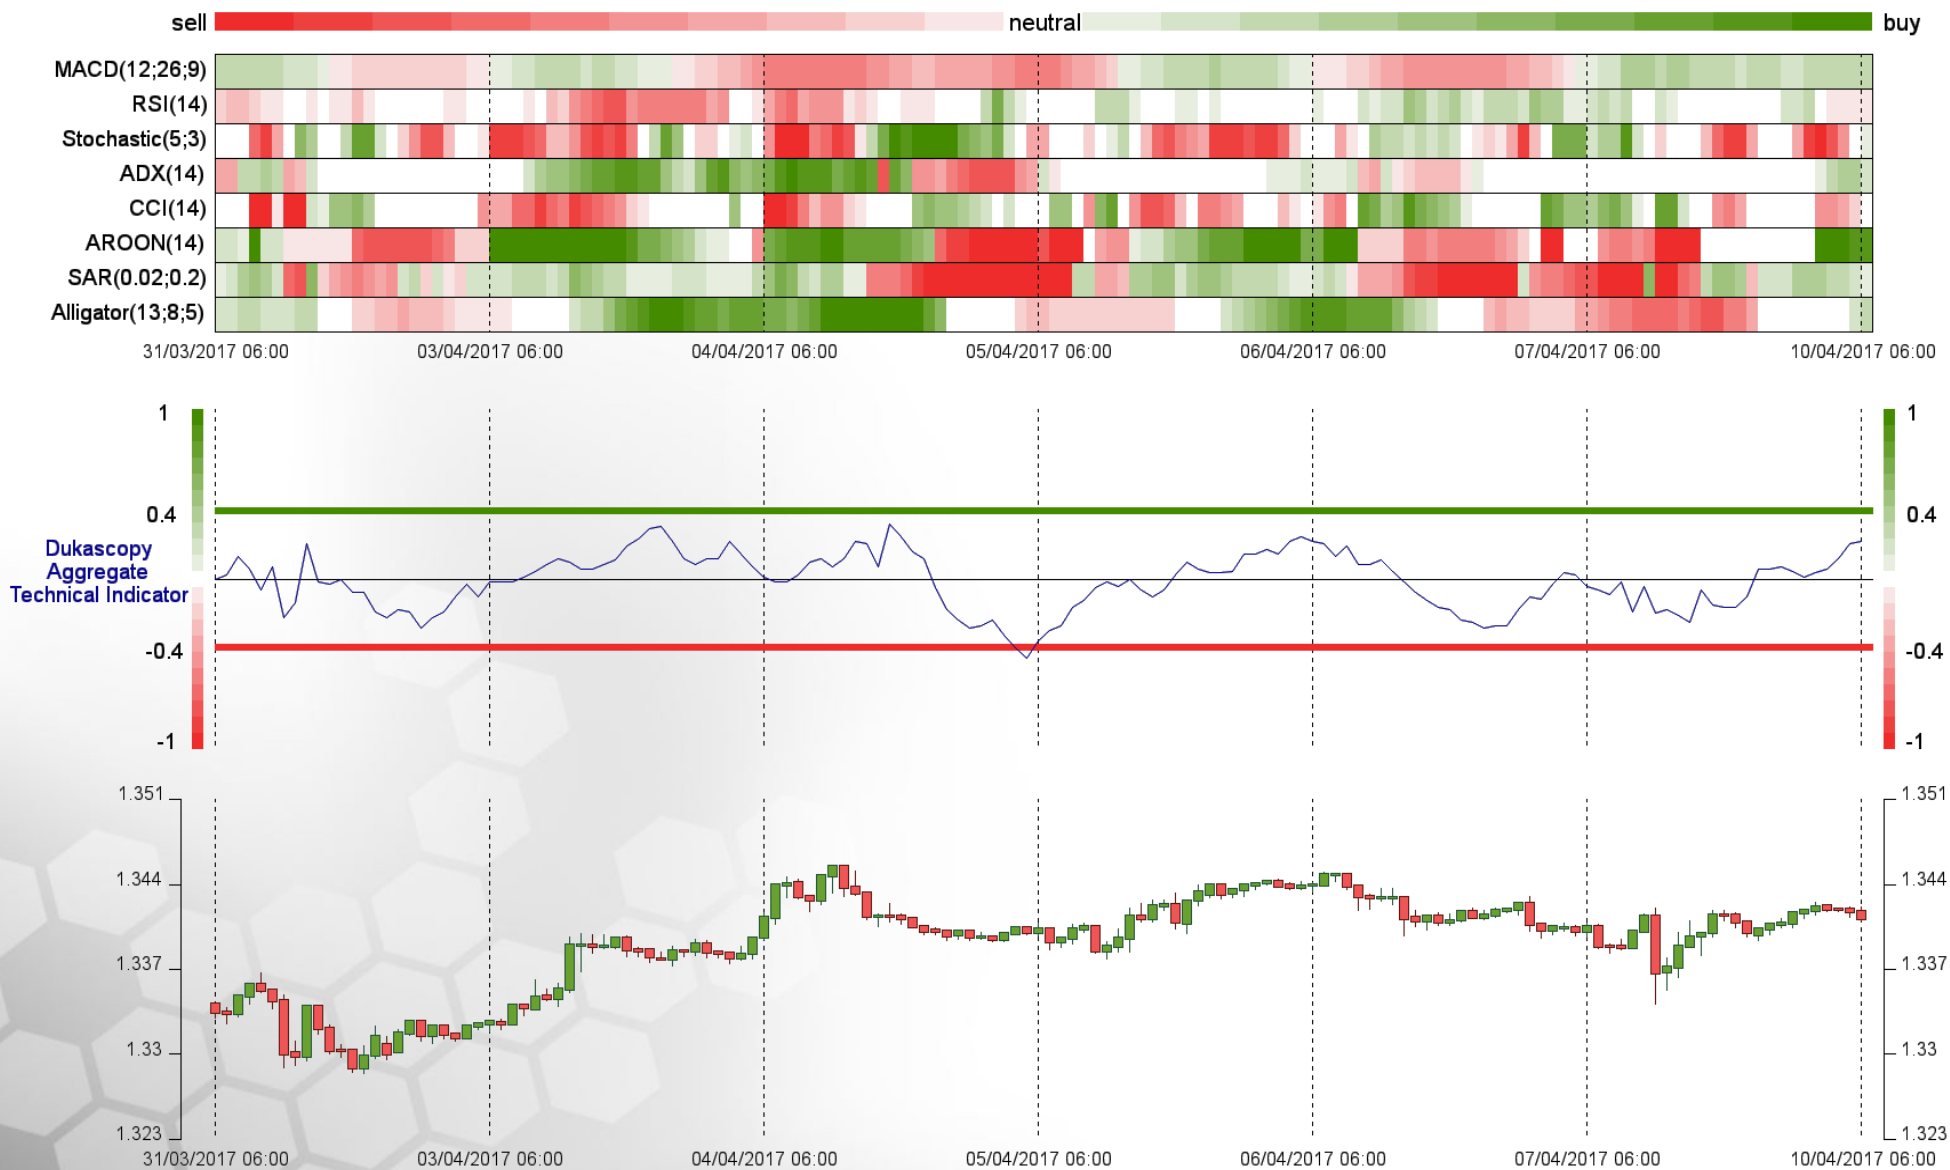 sell neutral buy
MACD(12;26;9)
RSI(14)
Stochastic(5;3)
ADX(14)
CCI(14)
AROON(14)
SAR(0.02;0.2)
Alligator(13;8;5)
31/03/2017 06:00 03/04/2017 06:00 04/04/2017 06:00 05/04/2017 06:00 06/04/2017 06:00 07/04/2017 06:00 10/04/2017 06:00
1 1
0.4 0.4
Dukascopy
Aggregate
Technical Indicator
-0.4 -0.4
-1 -1
1.351 1.351
1.344 1.344
1.337 1.337
1.33 1.33
1.323 1.323
31/03/2017 06:00 03/04/2017 06:00 04/04/2017 06:00 05/04/2017 06:00 06/04/2017 06:00 07/04/2017 06:00 10/04/2017 06:00